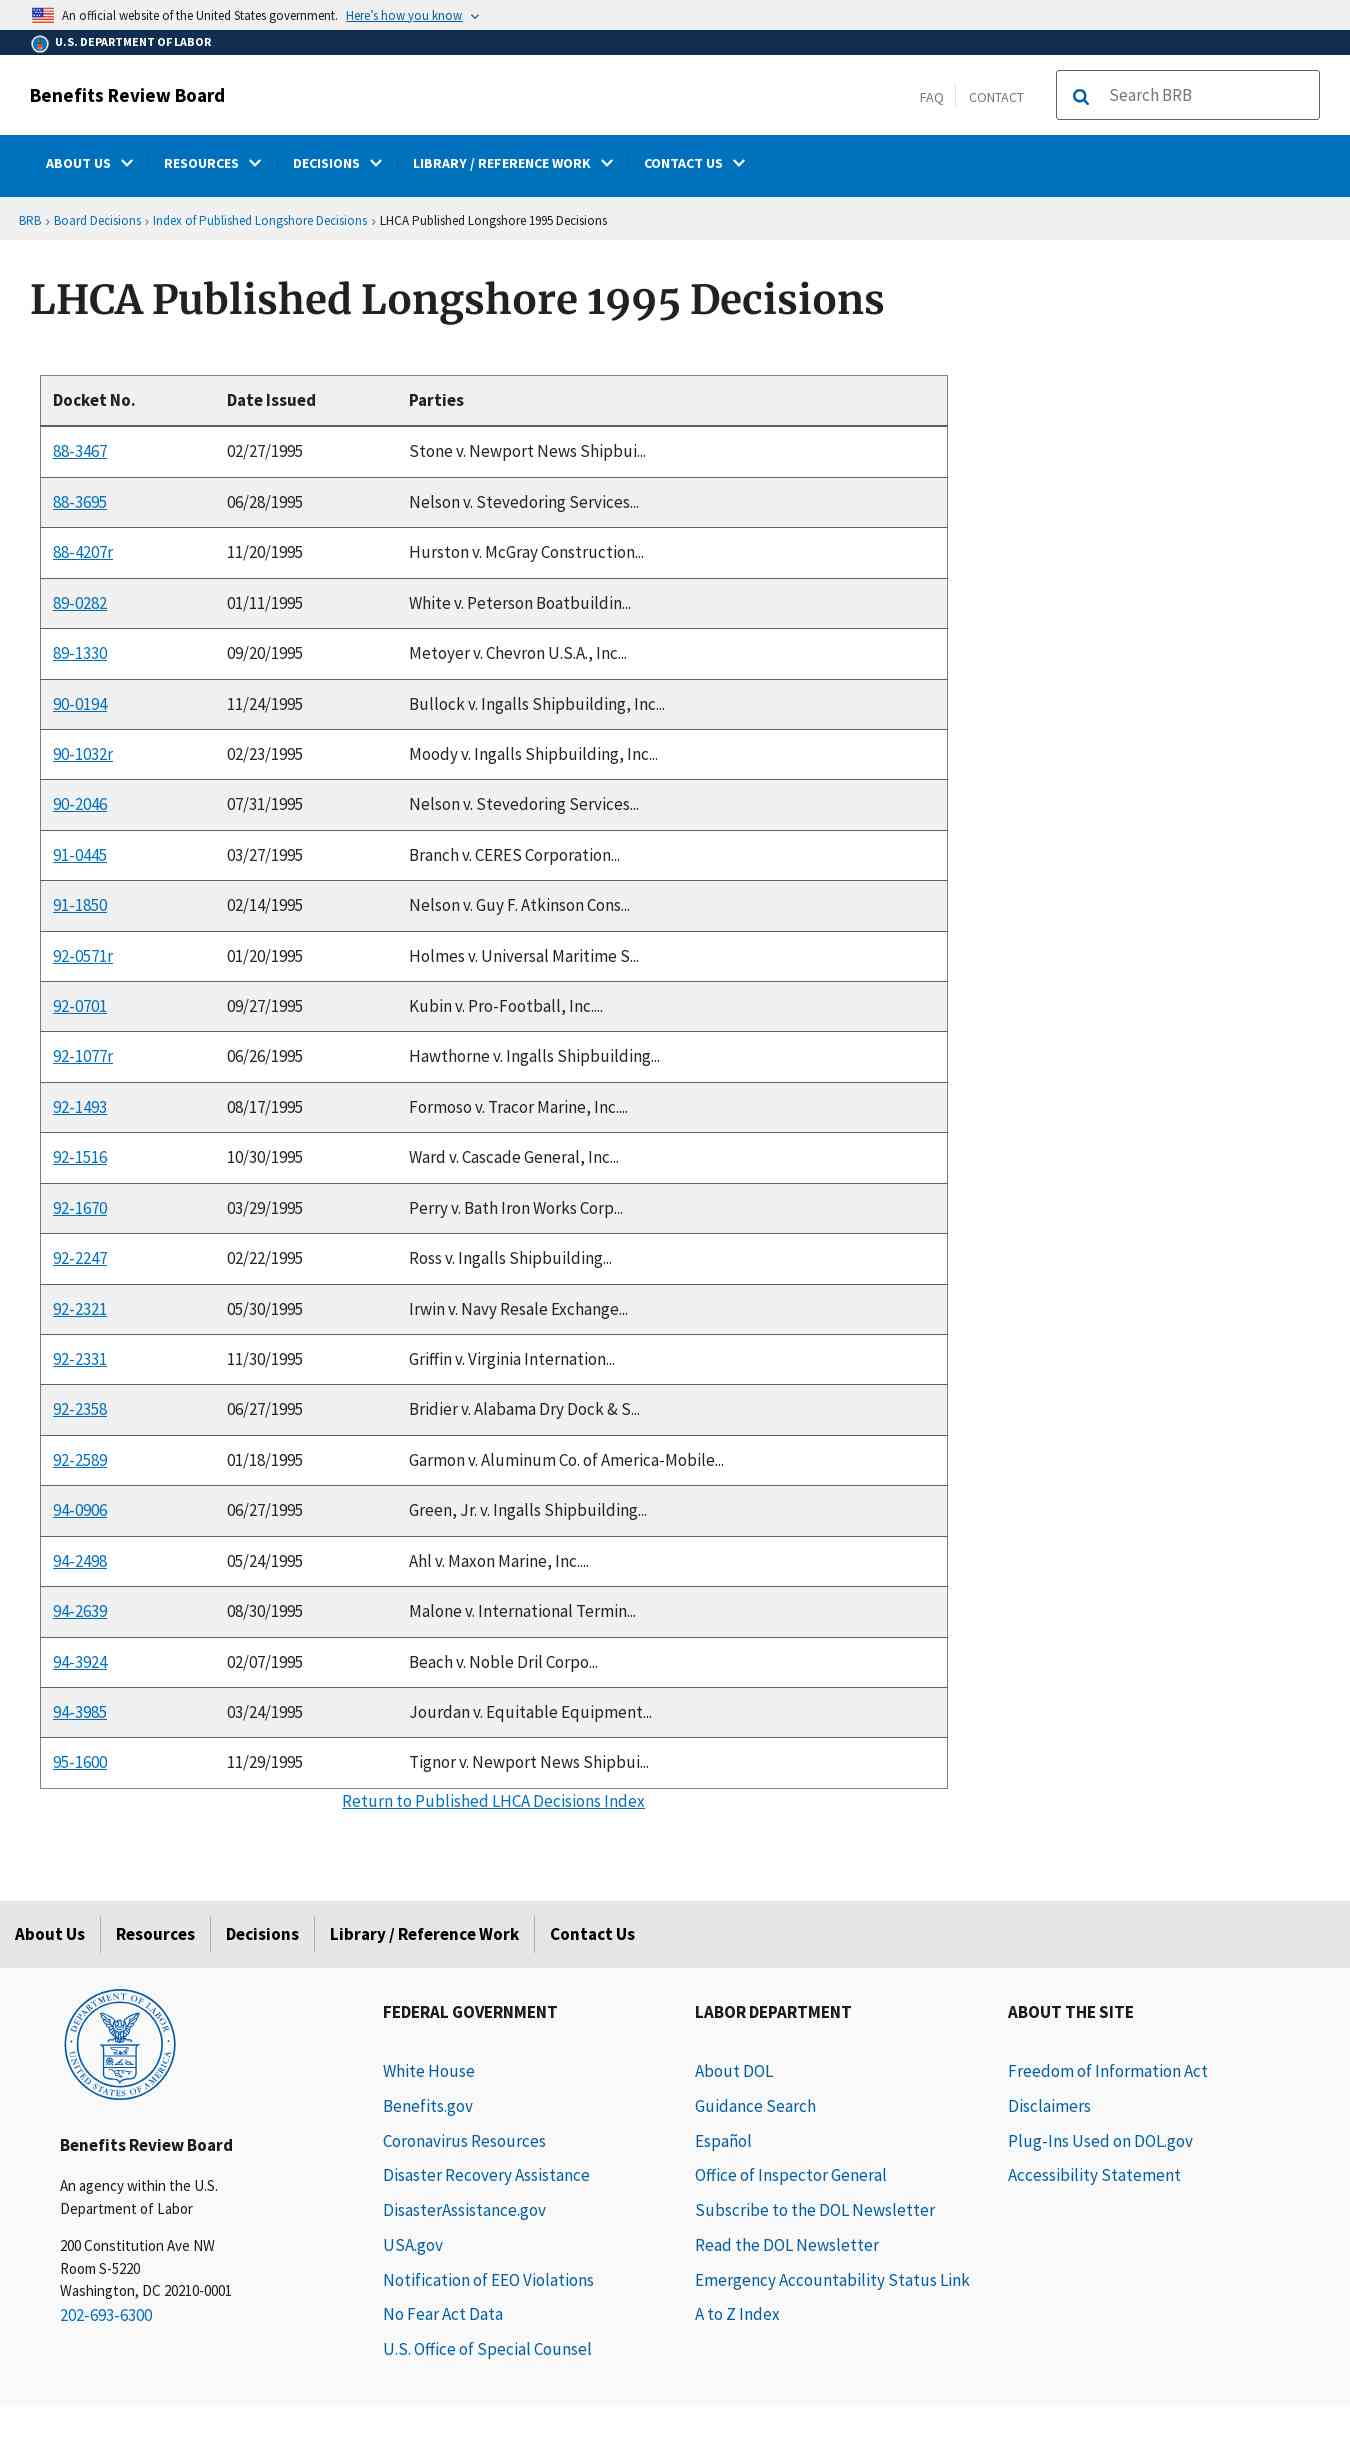 An official website of the United States government. Here's how you know
U.S. DEPARTMENT OF LABOR
Benefits Review Board
FAQ CONTACT Search BRB
ABOUT US RESOURCES DECISIONS LIBRARY / REFERENCE WORK CONTACT US
BRB › Board Decisions › Index of Published Longshore Decisions › LHCA Published Longshore 1995 Decisions
LHCA Published Longshore 1995 Decisions
Docket No. Date Issued Parties
88-3467 02/27/1995 Stone v. Newport News Shipbui...
88-3695 06/28/1995 Nelson v. Stevedoring Services...
88-4207r 11/20/1995 Hurston v. McGray Construction...
89-0282 01/11/1995 White v. Peterson Boatbuildin...
89-1330 09/20/1995 Metoyer v. Chevron U.S.A., Inc...
90-0194 11/24/1995 Bullock v. Ingalls Shipbuilding, Inc...
90-1032r 02/23/1995 Moody v. Ingalls Shipbuilding, Inc...
90-2046 07/31/1995 Nelson v. Stevedoring Services...
91-0445 03/27/1995 Branch v. CERES Corporation...
91-1850 02/14/1995 Nelson v. Guy F. Atkinson Cons...
92-0571r 01/20/1995 Holmes v. Universal Maritime S...
92-0701 09/27/1995 Kubin v. Pro-Football, Inc....
92-1077r 06/26/1995 Hawthorne v. Ingalls Shipbuilding...
92-1493 08/17/1995 Formoso v. Tracor Marine, Inc....
92-1516 10/30/1995 Ward v. Cascade General, Inc...
92-1670 03/29/1995 Perry v. Bath Iron Works Corp...
92-2247 02/22/1995 Ross v. Ingalls Shipbuilding...
92-2321 05/30/1995 Irwin v. Navy Resale Exchange...
92-2331 11/30/1995 Griffin v. Virginia Internation...
92-2358 06/27/1995 Bridier v. Alabama Dry Dock & S...
92-2589 01/18/1995 Garmon v. Aluminum Co. of America-Mobile...
94-0906 06/27/1995 Green, Jr. v. Ingalls Shipbuilding...
94-2498 05/24/1995 Ahl v. Maxon Marine, Inc....
94-2639 08/30/1995 Malone v. International Termin...
94-3924 02/07/1995 Beach v. Noble Dril Corpo...
94-3985 03/24/1995 Jourdan v. Equitable Equipment...
95-1600 11/29/1995 Tignor v. Newport News Shipbui...
Return to Published LHCA Decisions Index
About Us Resources Decisions Library / Reference Work Contact Us
DEPARTMENT OF LABOR
UNITED STATES OF AMERICA
Benefits Review Board
An agency within the U.S.
Department of Labor
200 Constitution Ave NW
Room S-5220
Washington, DC 20210-0001
202-693-6300
FEDERAL GOVERNMENT
White House
Benefits.gov
Coronavirus Resources
Disaster Recovery Assistance
DisasterAssistance.gov
USA.gov
Notification of EEO Violations
No Fear Act Data
U.S. Office of Special Counsel
LABOR DEPARTMENT
About DOL
Guidance Search
Español
Office of Inspector General
Subscribe to the DOL Newsletter
Read the DOL Newsletter
Emergency Accountability Status Link
A to Z Index
ABOUT THE SITE
Freedom of Information Act
Disclaimers
Plug-Ins Used on DOL.gov
Accessibility Statement